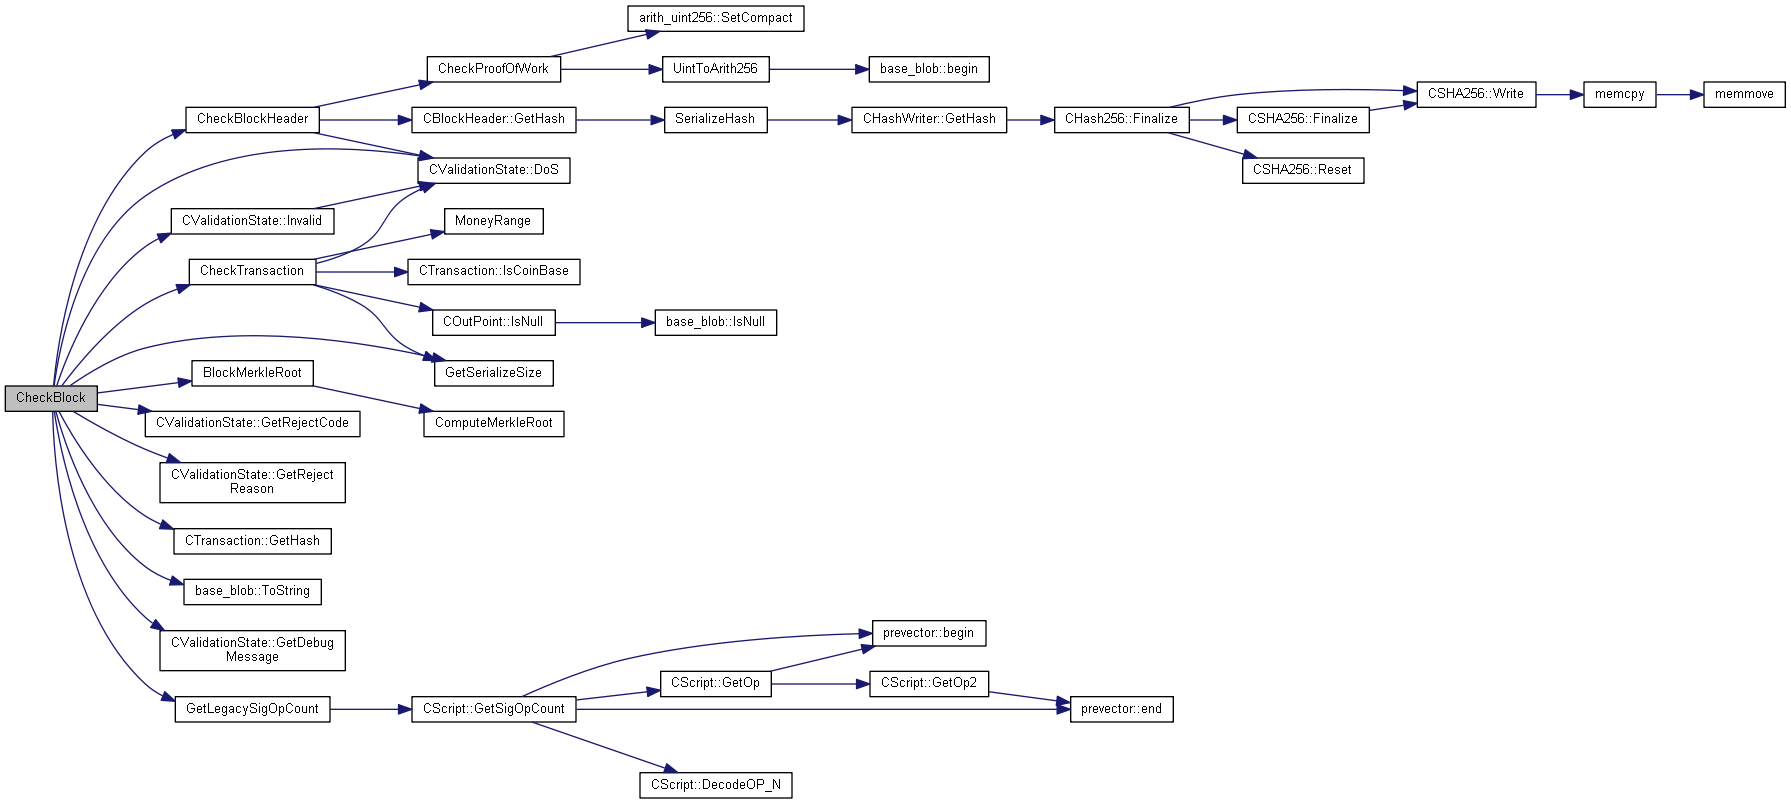 arith_uint256::SetCompact
CheckProofOfWork
UintToArith256
base_blob::begin
CSHA256::Write
memcpy
memmove
CheckBlockHeader
CBlockHeader::GetHash
SerializeHash
CHashWriter::GetHash
CHash256::Finalize
CSHA256::Finalize
CValidationState::DoS
CSHA256::Reset
CValidationState::Invalid
MoneyRange
CheckTransaction
CTransaction::IsCoinBase
COutPoint::IsNull
base_blob::IsNull
BlockMerkleRoot
GetSerializeSize
CheckBlock
CValidationState::GetRejectCode
ComputeMerkleRoot
CValidationState::GetReject
Reason
CTransaction::GetHash
base_blob::ToString
CValidationState::GetDebug
Message
prevector::begin
CScript::GetOp
CScript::GetOp2
GetLegacySigOpCount
CScript::GetSigOpCount
prevector::end
CScript::DecodeOP_N